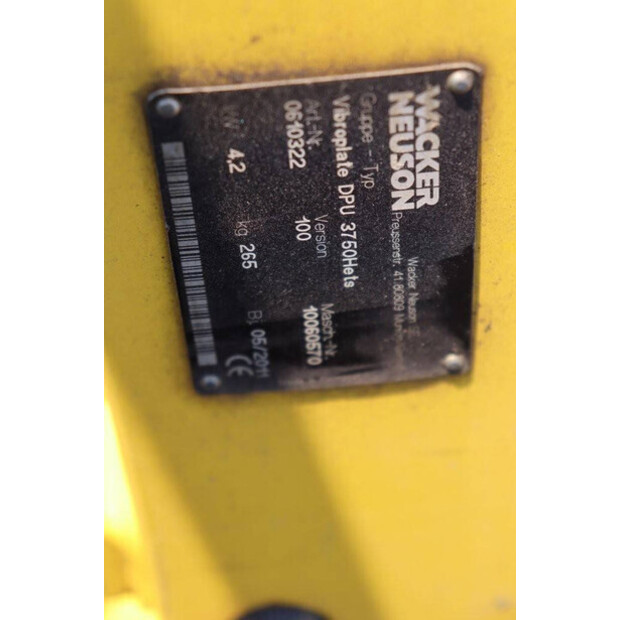 WACKER
NEUSON
Wacker Neuson
Preussenstr. 41, 80809
Gruppe - Typ
Vibroplate DPU 3750Hets
Art.-Nr. Version Masch.-Nr.
0610322 100 10060570
kW 4,2 kg 265 Bj 05/2011
CE